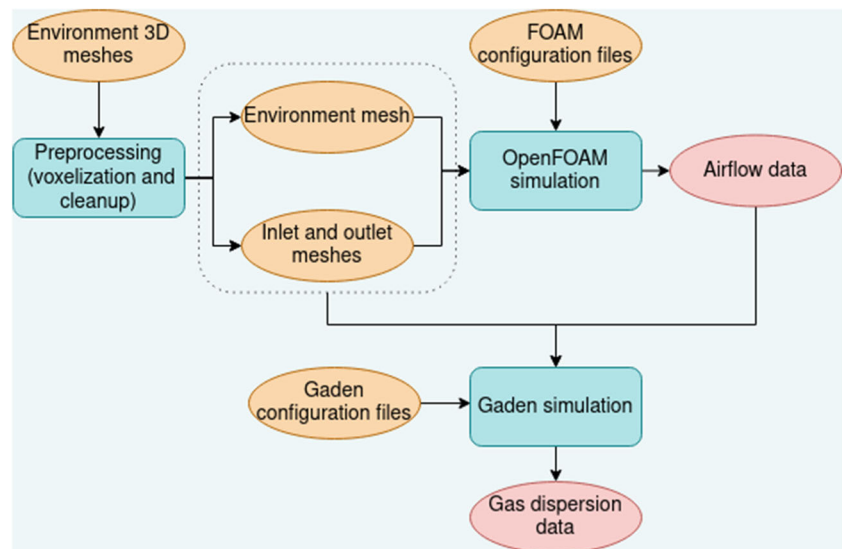 Environment 3D
meshes
FOAM
configuration files
Environment mesh
Preprocessing
(voxelization and
cleanup)
OpenFOAM
simulation
Airflow data
Inlet and outlet
meshes
Gaden
configuration files
Gaden simulation
Gas dispersion
data